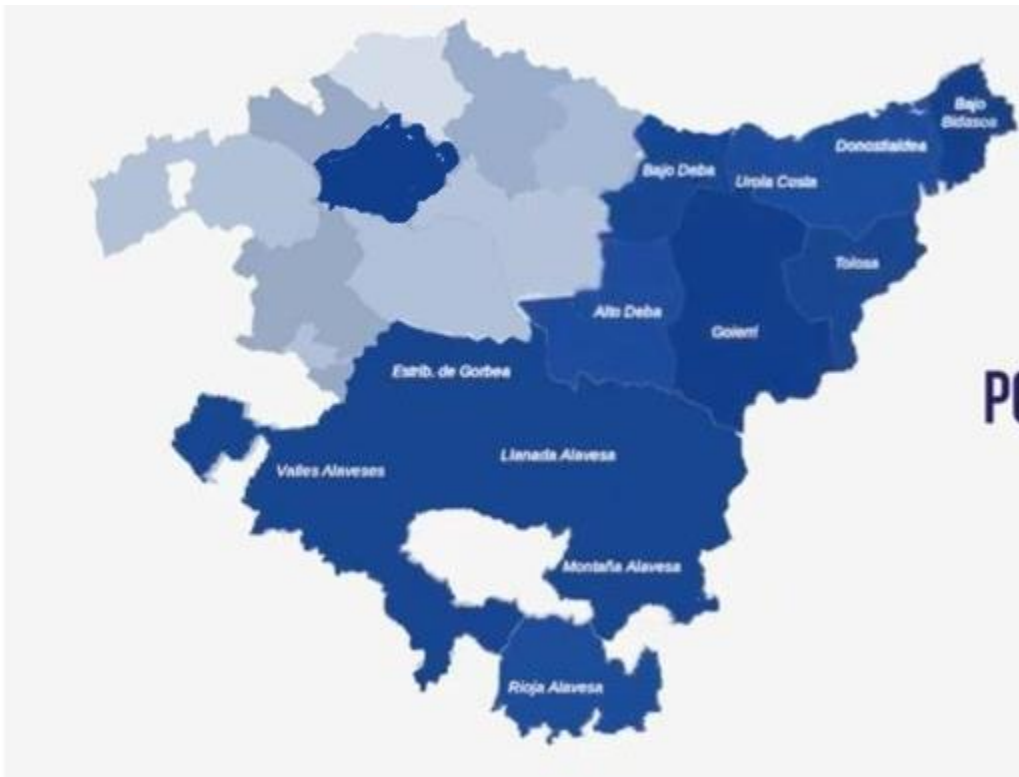 Bajo
Bidasoa
Donostialdea
Bajo Deba
Urola Costa
Tolosa
Alto Deba
Goierri
Estrib. de Gorbea
PO
Llanada Alavesa
Valles Alaveses
Montaña Alavesa
Rioja Alavesa